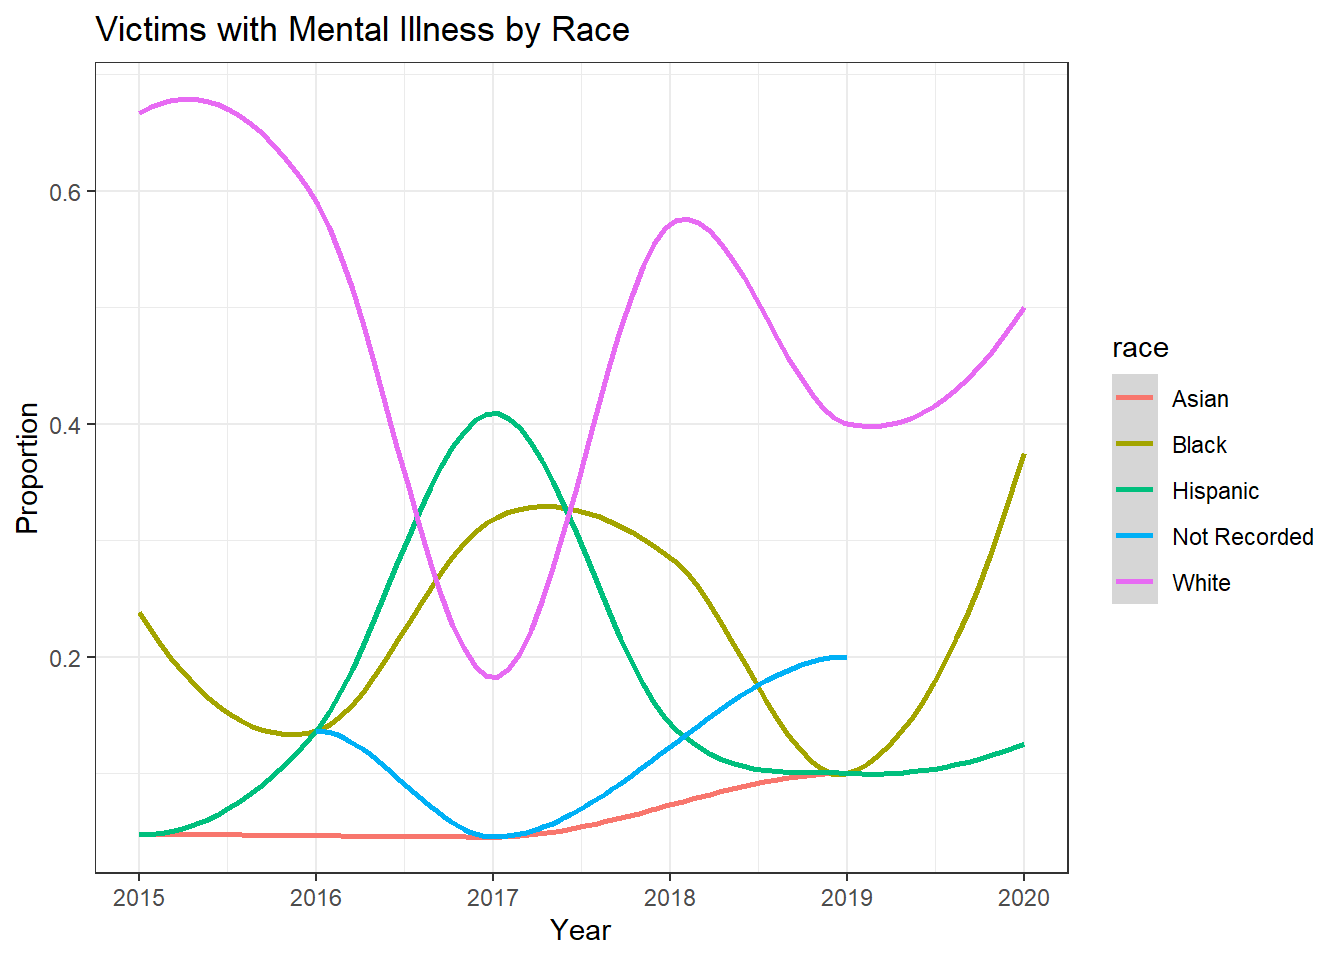 Victims with Mental Illness by Race
0.6
0.4
0.2
Proportion
2015 2016 2017 2018 2019 2020
Year
race
Asian
Black
Hispanic
Not Recorded
White